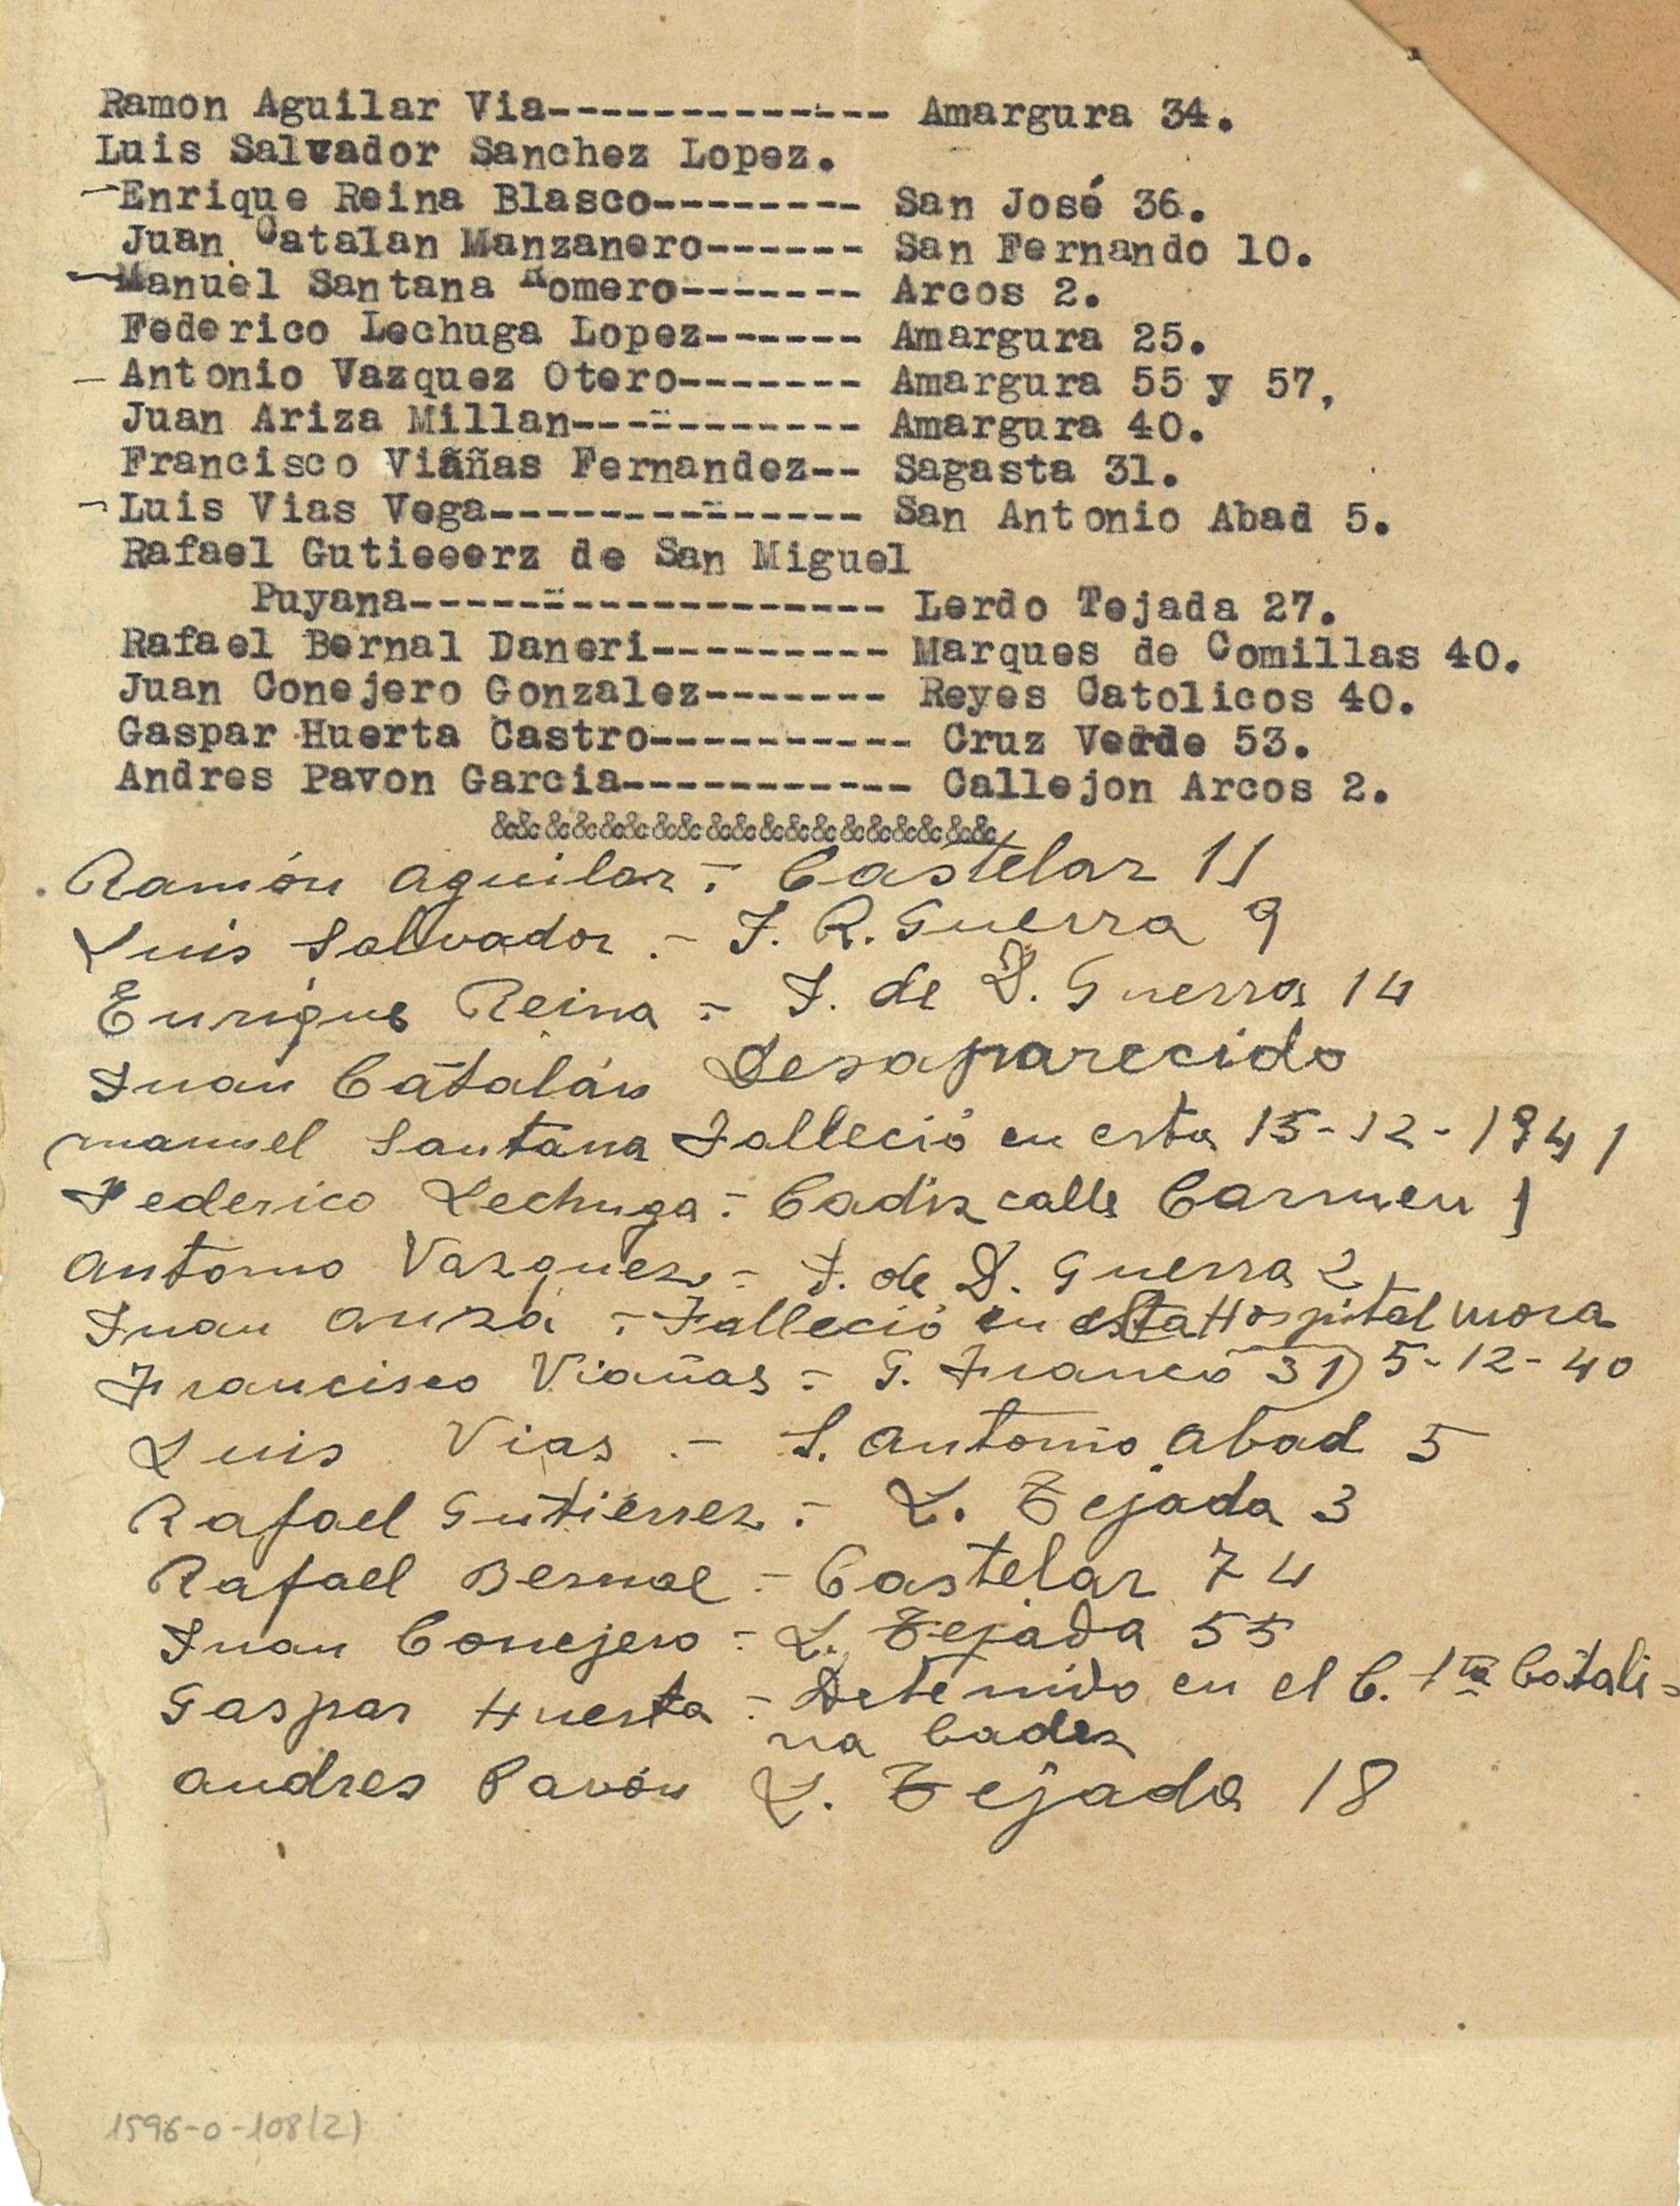 Ramon Aguilar Via------------- Amargura 34.
Luis Salvador Sanchez Lopez.
-Enrique Reina Blasco-------- San José 36.
Juan Catalan Manzanero------ San Fernando 10.
-Manuel Santana Romero------- Arcos 2.
Federico Lechuga Lopez------ Amargura 25.
-Antonio Vazquez Otero------- Amargura 55 y 57,
Juan Ariza Millan----------- Amargura 40.
Francisco Viãñas Fernandez-- Sagasta 31.
-Luis Vias Vega-------------- San Antonio Abad 5.
Rafael Gutieeerz de San Miguel
Puyana------------------ Lerdo Tejada 27.
Rafael Bernal Daneri--------- Marques de Comillas 40.
Juan Conejero Gonzalez------- Reyes Catolicos 40.
Gaspar Huerta Castro---------- Cruz Verde 53.
Andres Pavon Garcia----------- Callejon Arcos 2.
&&&&&&&&&&&&&&&&&&&
Ramón Aguilar.- Castelar 11
Luis Salvador.- J. R. Guerra 9
Enrique Reina.- J. de D. Guerra 14
Juan Catalán Desaparecido
Manuel Santana Falleció en esta 15-12-1941
Federico Lechuga.- Cadiz calle Carmen 1
Antonio Vazquez.- J. de D. Guerra 2
Juan Ariza.- Falleció en esta Hospital Mora
Francisco Viañas.- G. Franco 31) 5-12-40
Luis Vias.- S. Antonio Abad 5
Rafael Gutierrez.- L. Tejada 3
Rafael Bernal.- Castelar 74
Juan Conejero.- L. Tejada 55
Gaspar Huerta.- Detenido en el C. Sta Catali=
na Cadiz
Andres Pavón L. Tejada 18
1596-0-108(2)